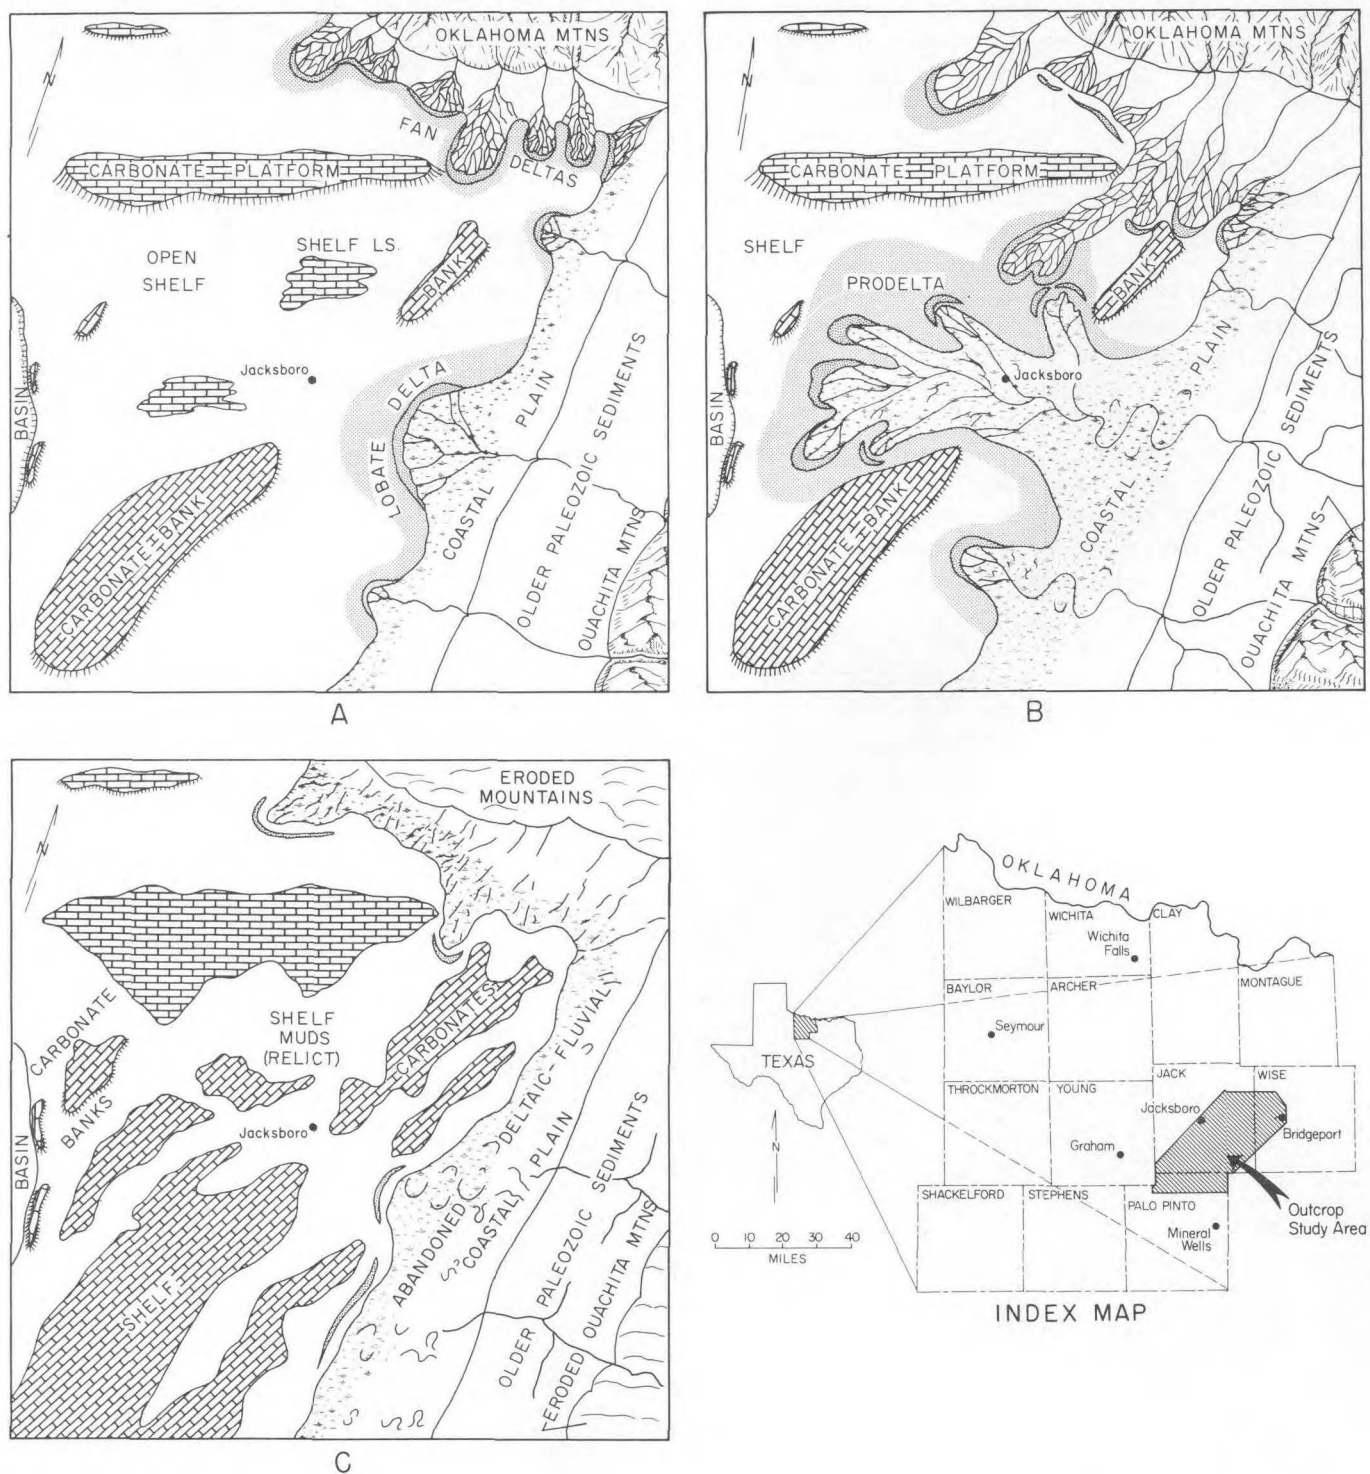 OKLAHOMA MTNS
N
FAN
DELTAS
CARBONATE PLATFORM
OPEN
SHELF
SHELF LS.
BANK
Jacksboro
BASIN
LOBATE
DELTA
CARBONATE BANK
COASTAL
PLAIN
OLDER PALEOZOIC SEDIMENTS
OUACHITA MTNS
A
OKLAHOMA MTNS
N
CARBONATE PLATFORM
SHELF
PRODELTA
BANK
Jacksboro
BASIN
CARBONATE BANK
COASTAL
PLAIN
OLDER PALEOZOIC
SEDIMENTS
OUACHITA MTNS
B
ERODED
MOUNTAINS
N
CARBONATE
BANKS
SHELF
MUDS
(RELICT)
CARBONATES
Jacksboro
BASIN
SHELF
ABANDONED
DELTAIC-FLUVIAL
COASTAL
PLAIN
OLDER
PALEOZOIC
SEDIMENTS
ERODED
OUACHITA MTNS
C
OKLAHOMA
WILBARGER
WICHITA
CLAY
Wichita
Falls
BAYLOR
ARCHER
MONTAGUE
Seymour
TEXAS
JACK
WISE
THROCKMORTON
YOUNG
Jacksboro
Bridgeport
N
Graham
SHACKELFORD
STEPHENS
PALO PINTO
Outcrop
Study Area
Mineral
Wells
0 10 20 30 40
MILES
INDEX MAP